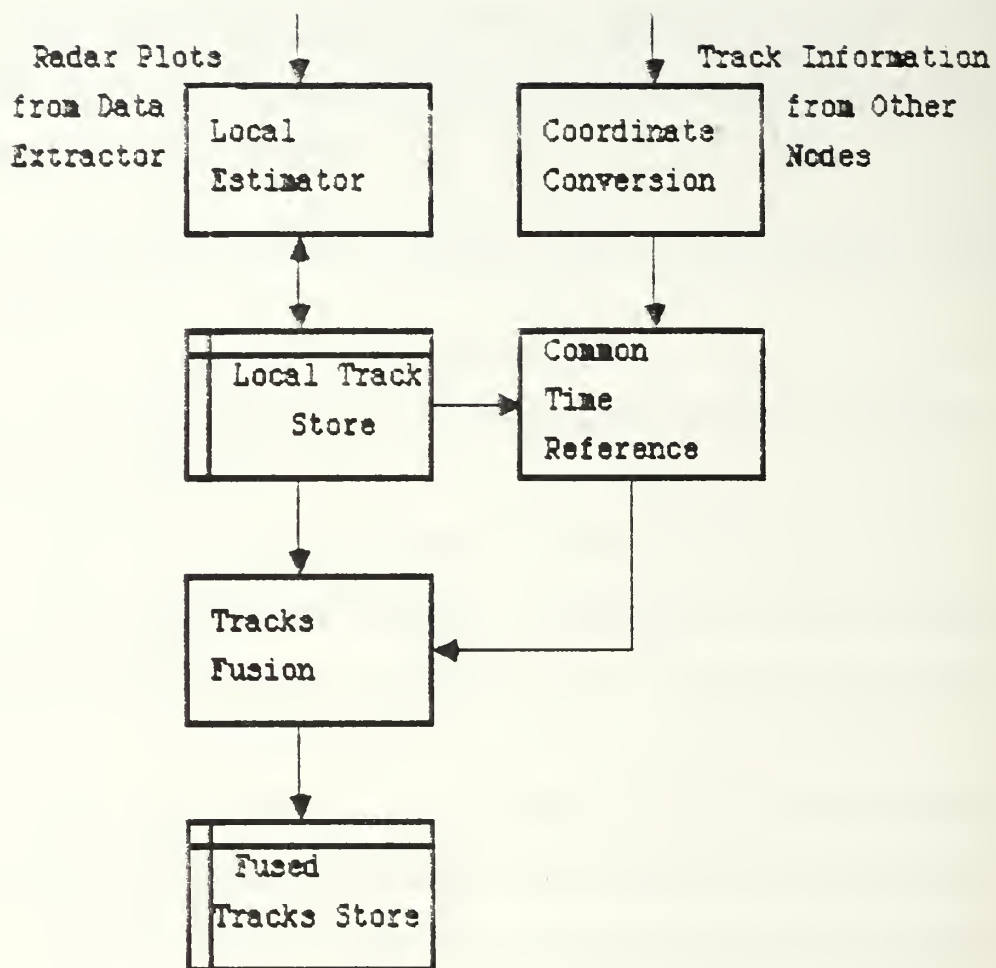 Radar Plots
from Data
Extractor
Local
Estimator
Coordinate
Conversion
Track Information
from Other
Nodes
Local Track
Store
Common
Time
Reference
Tracks
Fusion
Fused
Tracks Store